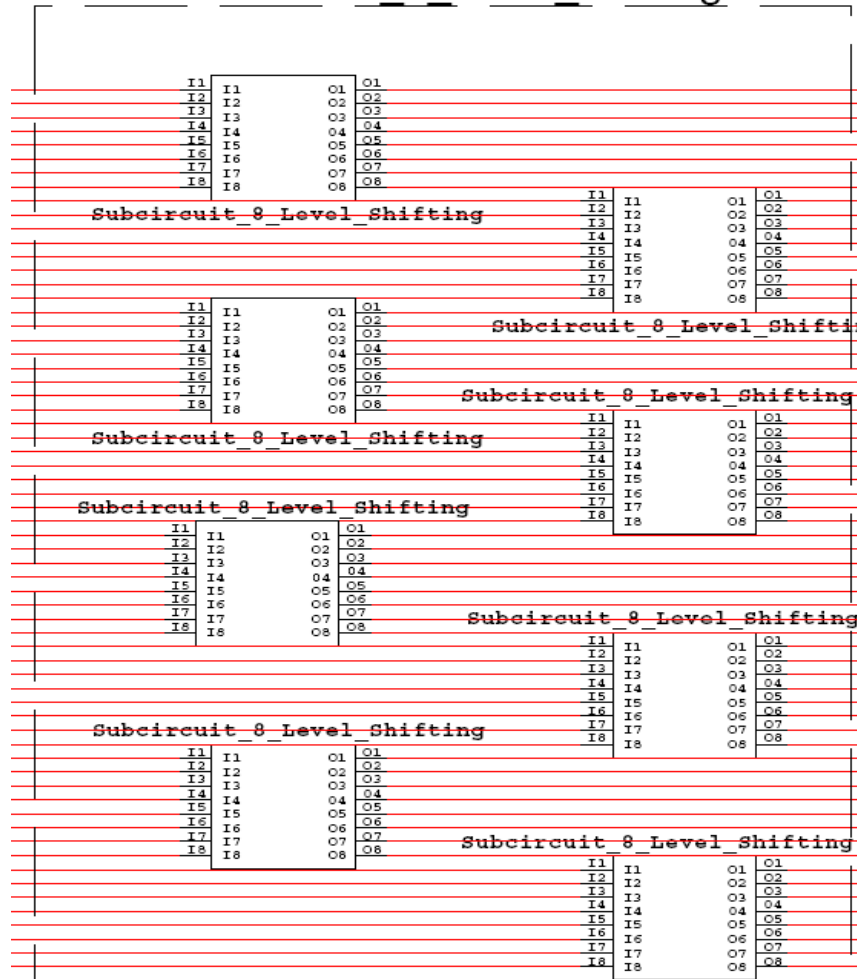 I1 I1 O1 O1
I2 I2 O2 O2
I3 I3 O3 O3
I4 I4 O4 O4
I5 I5 O5 O5
I6 I6 O6 O6
I7 I7 O7 O7
I8 I8 O8 O8
Subcircuit_8_Level_Shifting
I1 I1 O1 O1
I2 I2 O2 O2
I3 I3 O3 O3
I4 I4 O4 O4
I5 I5 O5 O5
I6 I6 O6 O6
I7 I7 O7 O7
I8 I8 O8 O8
Subcircuit_8_Level_Shifti
I1 I1 O1 O1
I2 I2 O2 O2
I3 I3 O3 O3
I4 I4 O4 O4
I5 I5 O5 O5
I6 I6 O6 O6
I7 I7 O7 O7
I8 I8 O8 O8
Subcircuit_8_Level_Shifting
Subcircuit_8_Level_Shifting
I1 I1 O1 O1
I2 I2 O2 O2
I3 I3 O3 O3
I4 I4 O4 O4
I5 I5 O5 O5
I6 I6 O6 O6
I7 I7 O7 O7
I8 I8 O8 O8
Subcircuit_8_Level_Shifting
I1 I1 O1 O1
I2 I2 O2 O2
I3 I3 O3 O3
I4 I4 O4 O4
I5 I5 O5 O5
I6 I6 O6 O6
I7 I7 O7 O7
I8 I8 O8 O8
Subcircuit_8_Level_Shifting
I1 I1 O1 O1
I2 I2 O2 O2
I3 I3 O3 O3
I4 I4 O4 O4
I5 I5 O5 O5
I6 I6 O6 O6
I7 I7 O7 O7
I8 I8 O8 O8
Subcircuit_8_Level_Shifting
I1 I1 O1 O1
I2 I2 O2 O2
I3 I3 O3 O3
I4 I4 O4 O4
I5 I5 O5 O5
I6 I6 O6 O6
I7 I7 O7 O7
I8 I8 O8 O8
Subcircuit_8_Level_Shifting
I1 I1 O1 O1
I2 I2 O2 O2
I3 I3 O3 O3
I4 I4 O4 O4
I5 I5 O5 O5
I6 I6 O6 O6
I7 I7 O7 O7
I8 I8 O8 O8